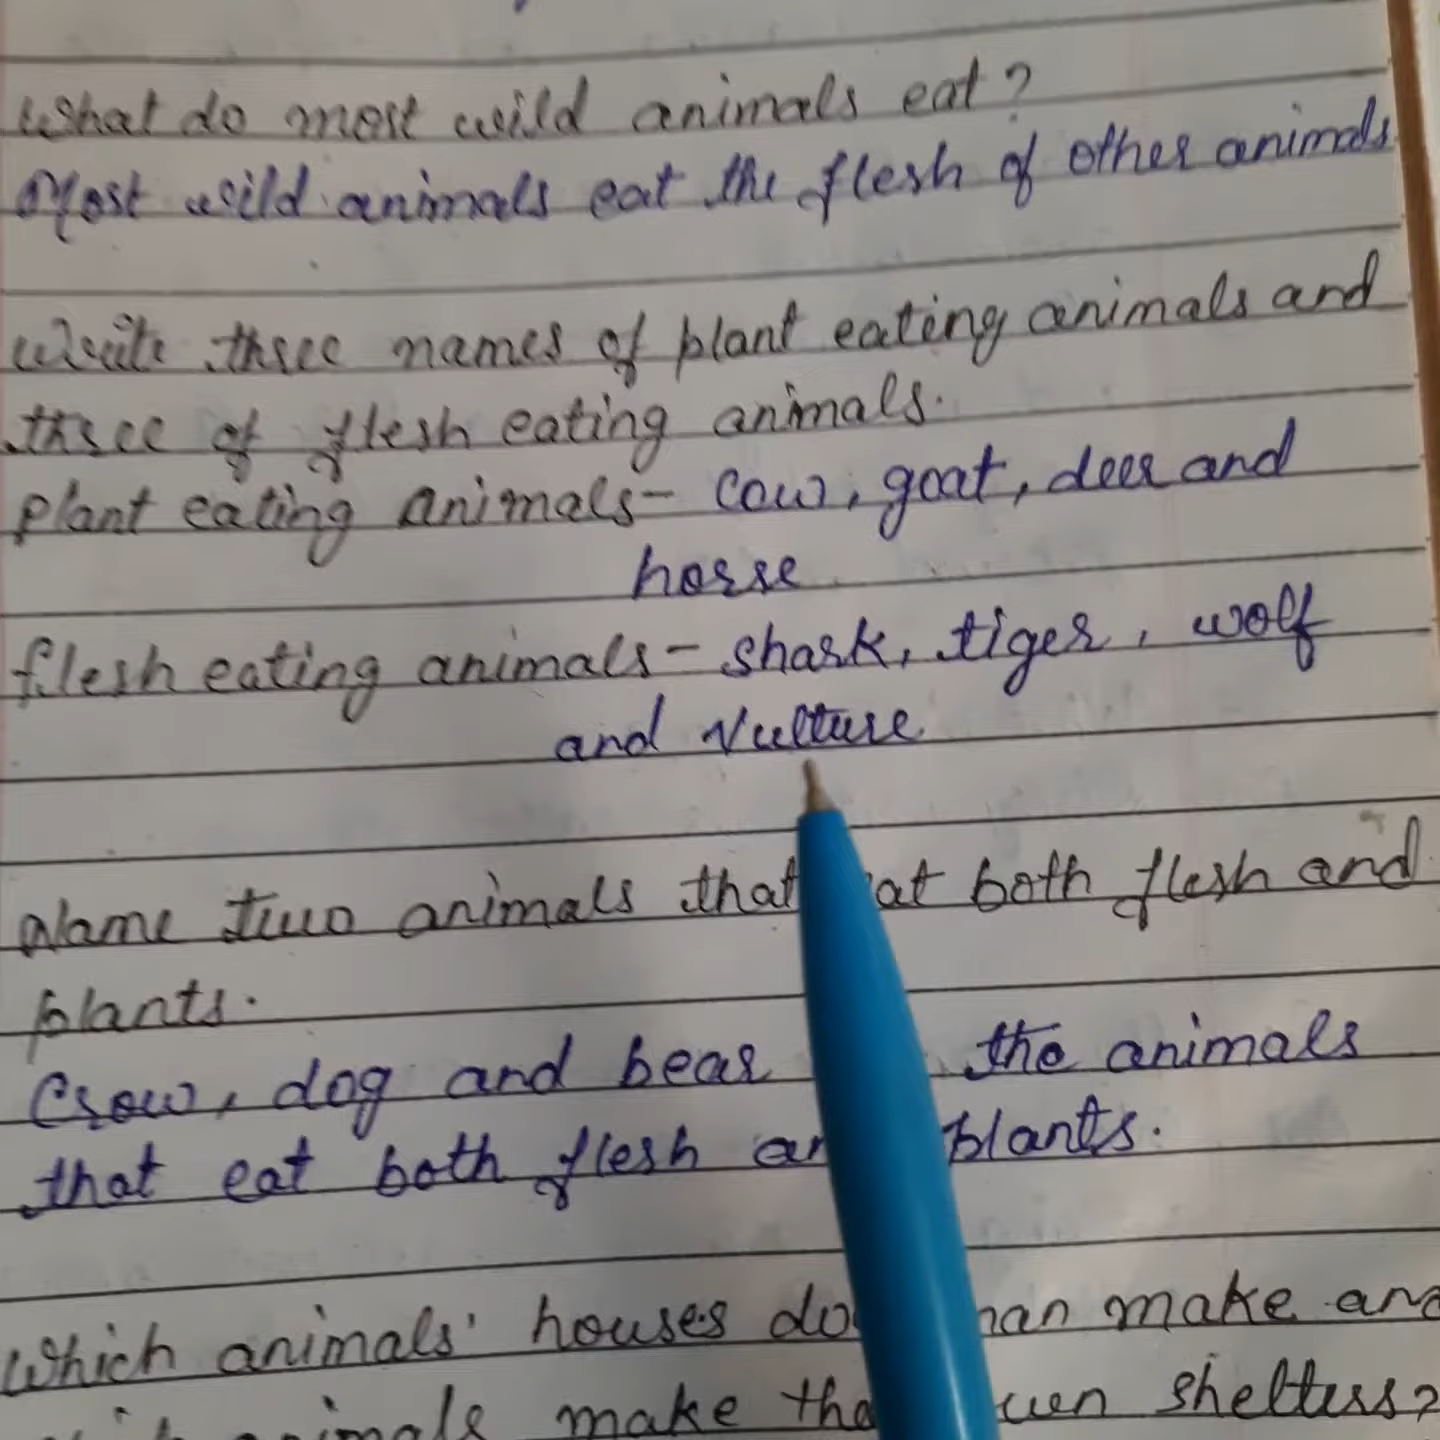 What do most wild animals eat?
Most wild animals eat the flesh of other animals
Write three names of plant eating animals and
three of flesh eating animals.
Plant eating animals- cow, goat, deer and
horse
flesh eating animals- shark, tiger, wolf
and Vulture
Name two animals that both flesh and
plants.
Crow, dog and bear the animals
that eat both flesh plants.
Which animals' houses do make
animals make shelters?